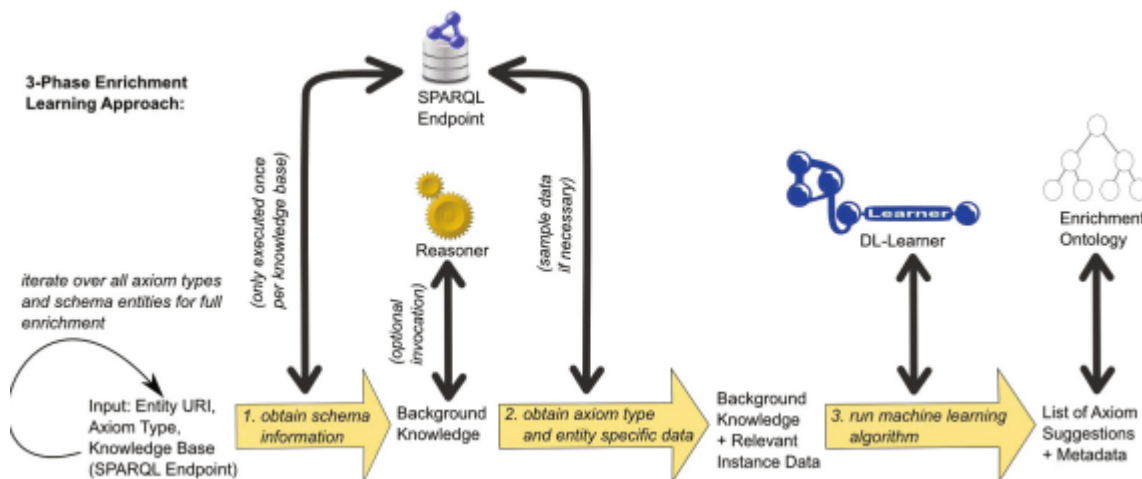 3-Phase Enrichment
Learning Approach:
SPARQL
Endpoint
(only executed once
per knowledge base)
Reasoner
(sample data
if necessary)
Learner
DL-Learner
Enrichment
Ontology
iterate over all axiom types
and schema entities for full
enrichment
(optional
invocation)
Input: Entity URI,
Axiom Type,
Knowledge Base
(SPARQL Endpoint)
1. obtain schema
information
Background
Knowledge
2. obtain axiom type
and entity specific data
Background
Knowledge
+ Relevant
Instance Data
3. run machine learning
algorithm
List of Axiom
Suggestions
+ Metadata